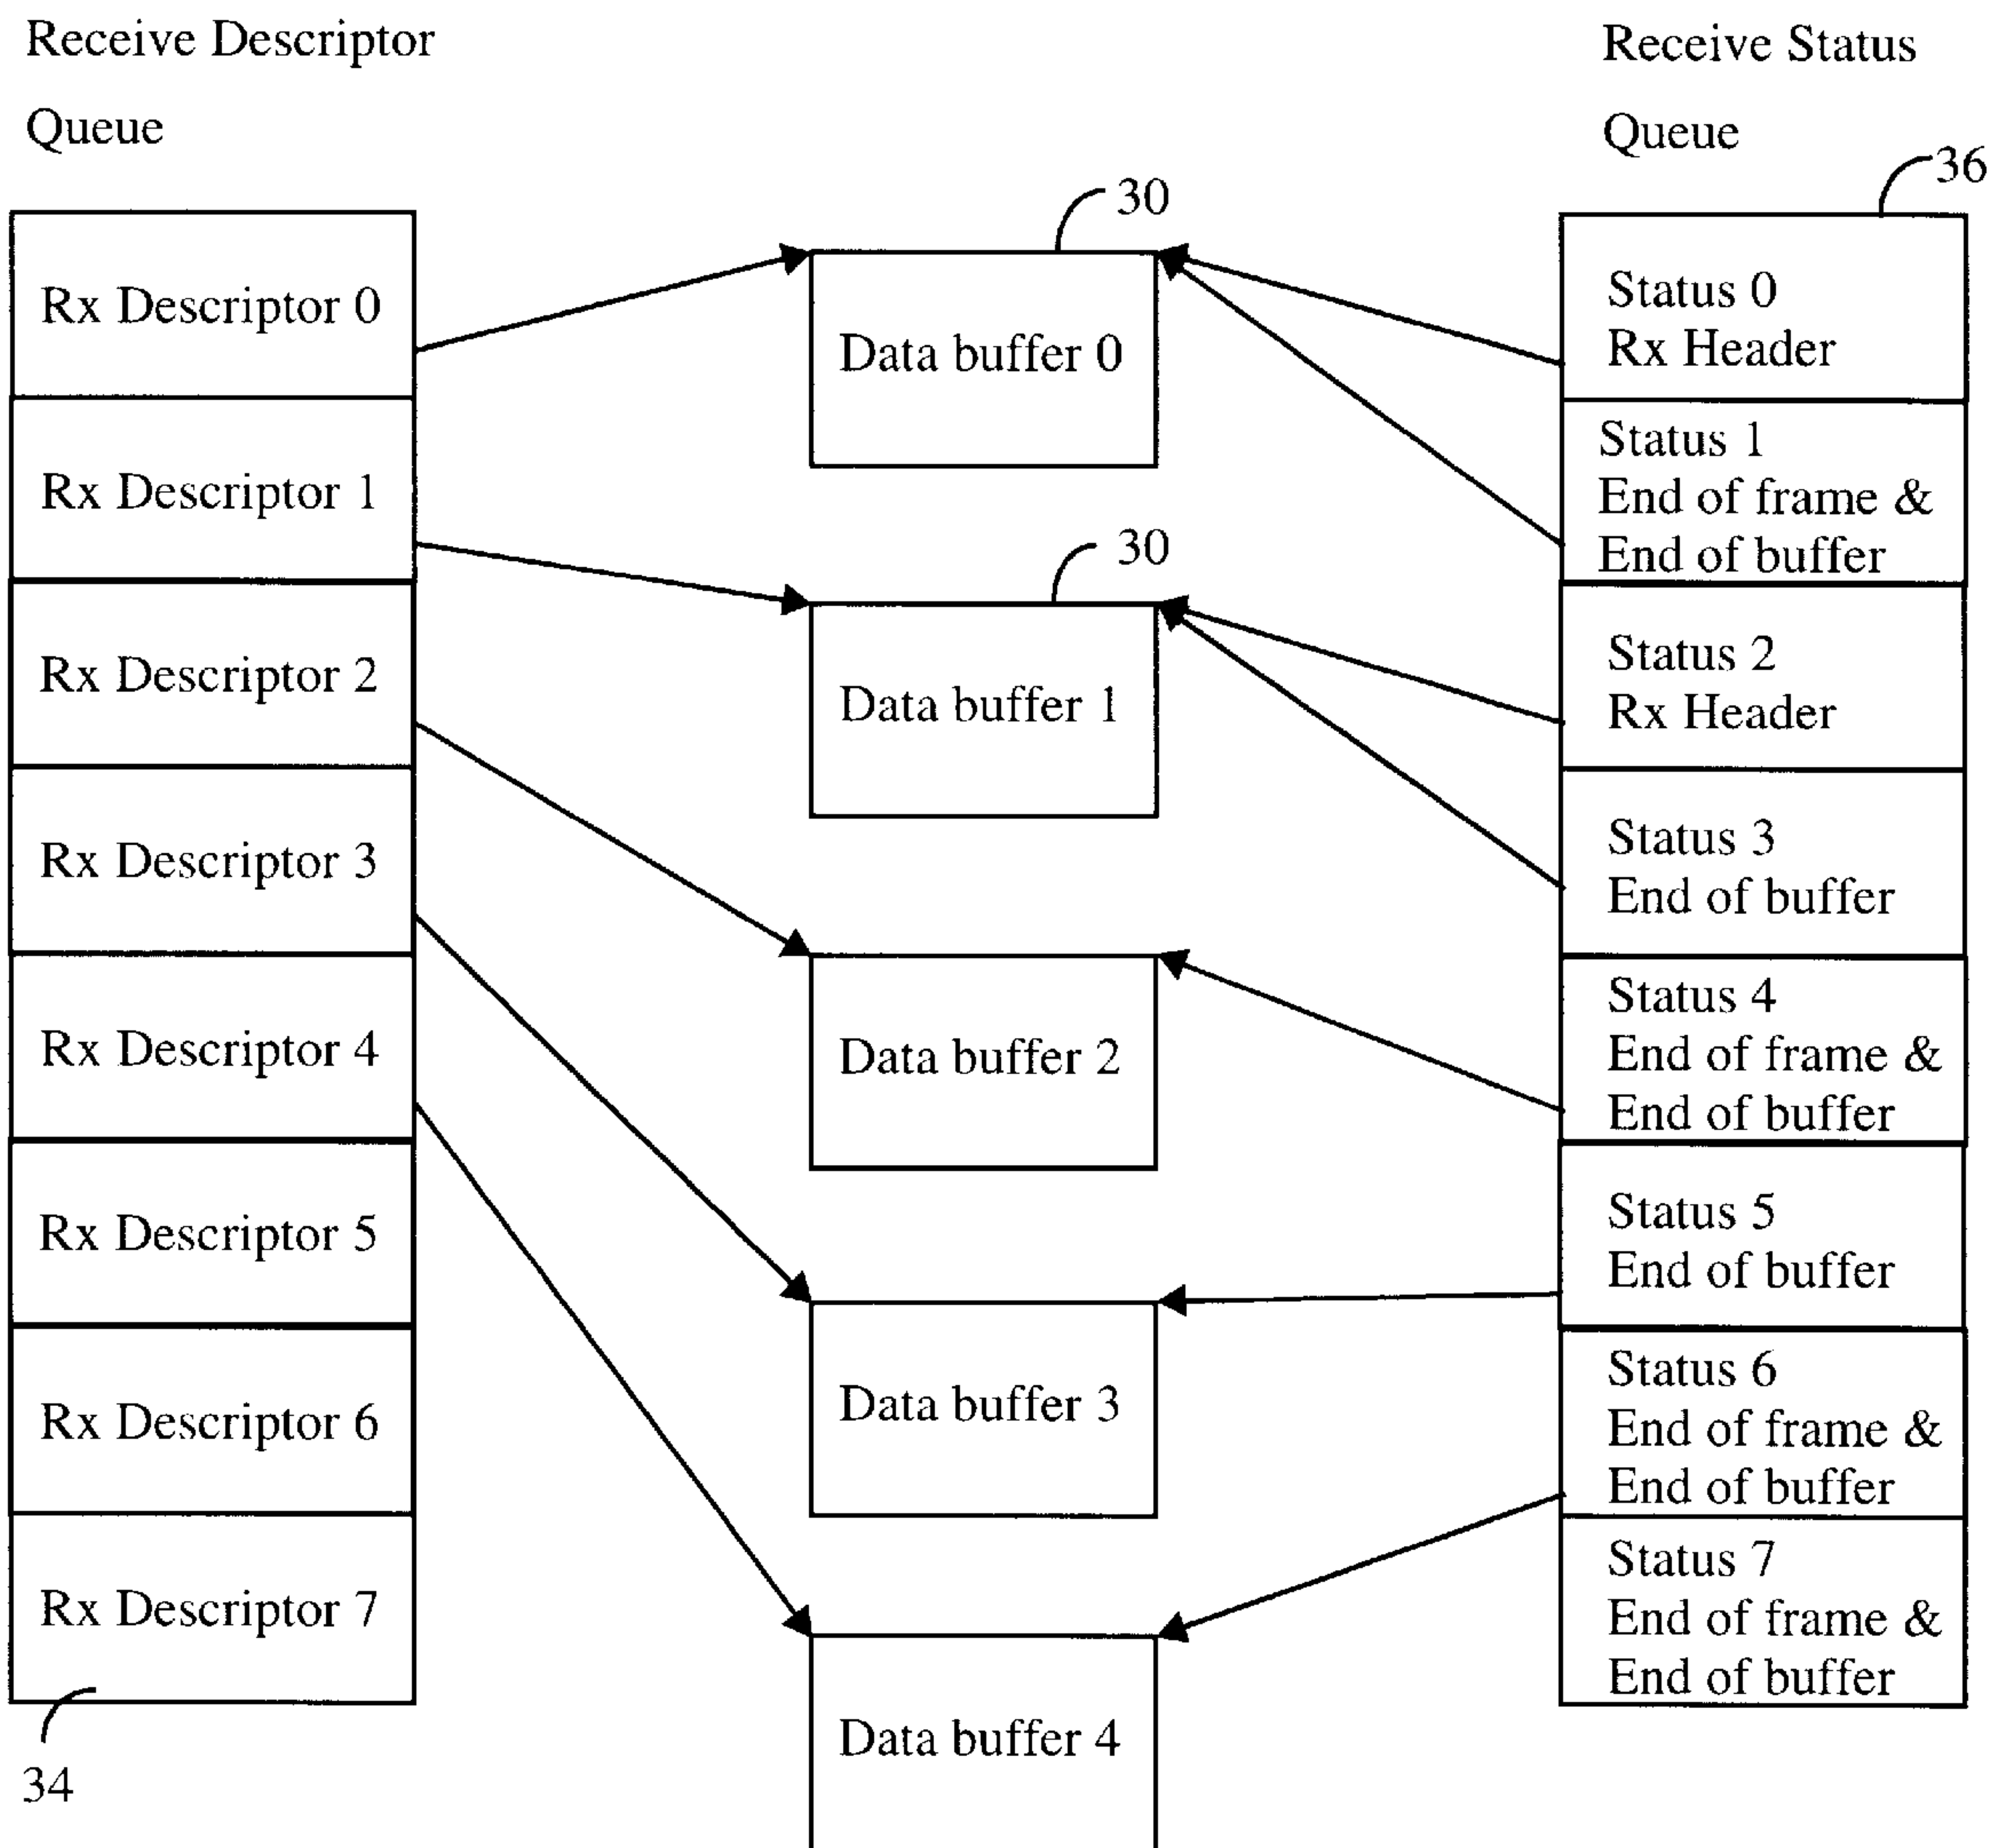 Receive Descriptor
Queue
Rx Descriptor 0
Rx Descriptor 1
Rx Descriptor 2
Rx Descriptor 3
Rx Descriptor 4
Rx Descriptor 5
Rx Descriptor 6
Rx Descriptor 7
34
30
Data buffer 0
30
Data buffer 1
Data buffer 2
Data buffer 3
Data buffer 4
Receive Status
Queue
36
Status 0
Rx Header
Status 1
End of frame &
End of buffer
Status 2
Rx Header
Status 3
End of buffer
Status 4
End of frame &
End of buffer
Status 5
End of buffer
Status 6
End of frame &
End of buffer
Status 7
End of frame &
End of buffer